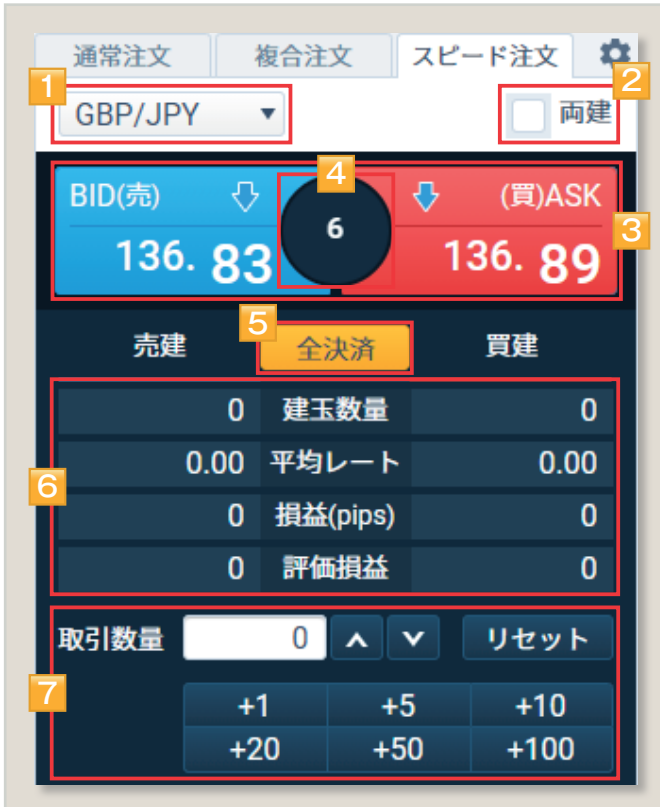 通常注文 複合注文 スピード注文
1 2
GBP/JPY 両建
4
BID(売) (買)ASK
6 3
136. 83 136. 89
5
売建 全決済 買建
0 建玉数量 0
0.00 平均レート 0.00
6
0 損益(pips) 0
0 評価損益 0
取引数量 0 リセット
7
+1 +5 +10
+20 +50 +100